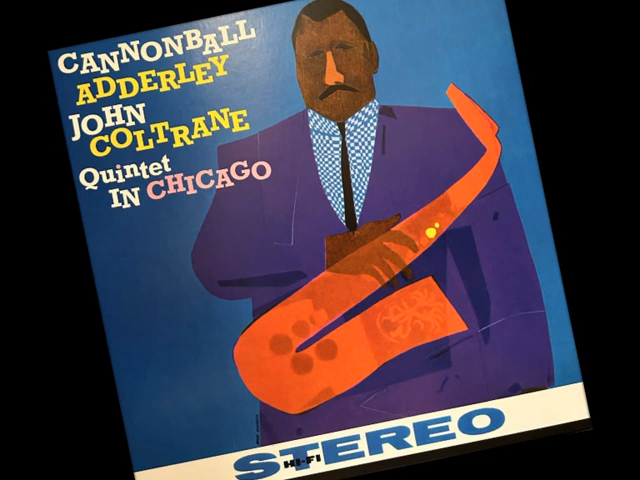 CANNONBALL
ADDERLEY
JOHN
COLTRANE
Quintet
IN CHICAGO
STEREO
HI-FI